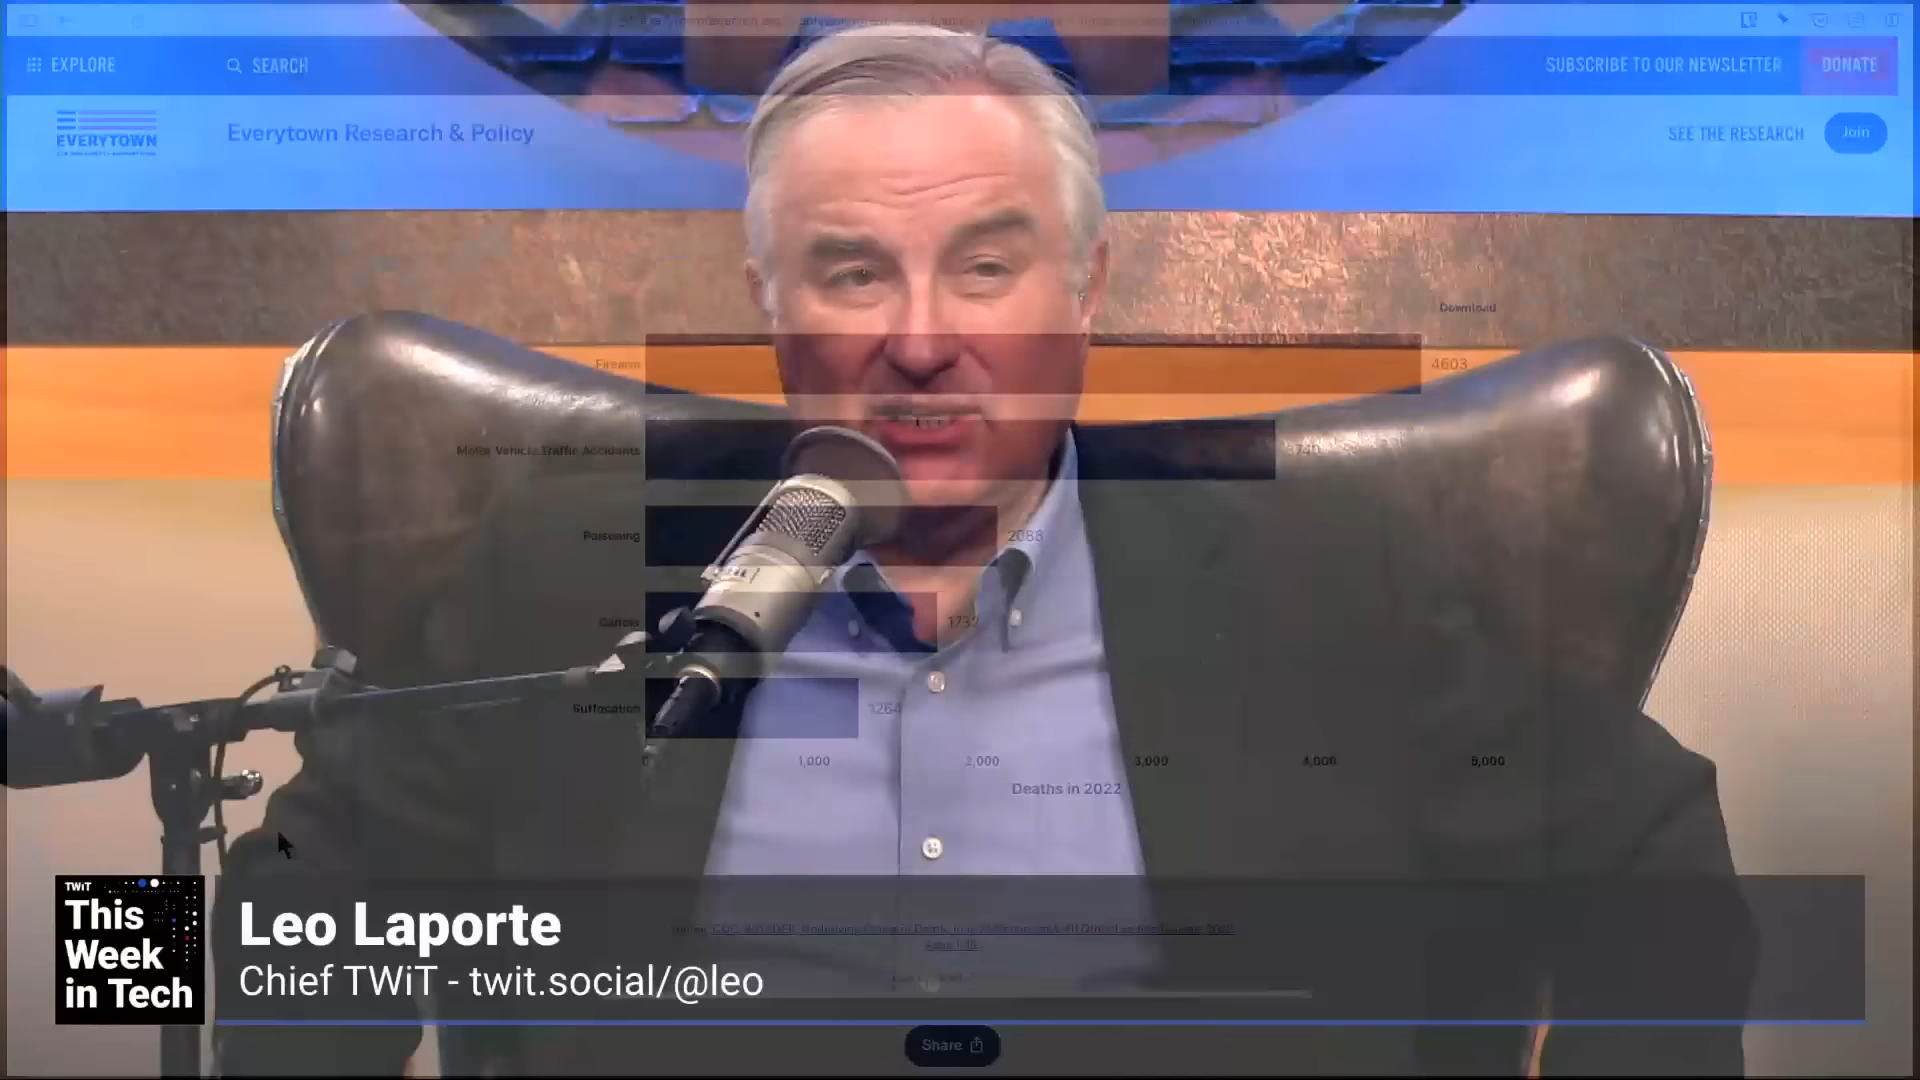 EXPLORE
SEARCH
SUBSCRIBE TO OUR NEWSLETTER
DONATE
EVERYTOWN
Everytown Research & Policy
SEE THE RESEARCH
Join
Download
Firearm
4603
Motor Vehicle Traffic Accidents
Poisoning
2088
Cancer
Suffocation
1264
0 1,000 2,000 3,000 4,000 5,000
Deaths in 2022
TWiT
This
Week
in Tech
Leo Laporte
Chief TWiT - twit.social/@leo
Share